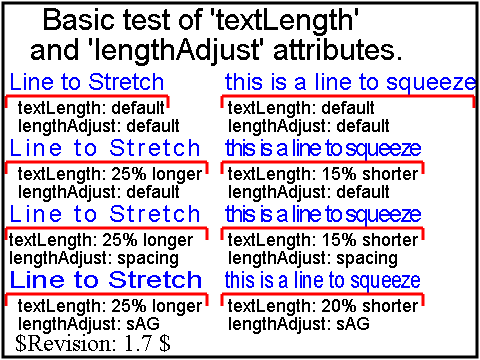 Basic test of 'textLength'
and 'lengthAdjust' attributes.
Line to Stretch
textLength: default
lengthAdjust: default
this is a line to squeeze
textLength: default
lengthAdjust: default
Line to Stretch
textLength: 25% longer
lengthAdjust: default
this is a line to squeeze
textLength: 15% shorter
lengthAdjust: default
Line to Stretch
textLength: 25% longer
lengthAdjust: spacing
this is a line to squeeze
textLength: 15% shorter
lengthAdjust: spacing
Line to Stretch
textLength: 25% longer
lengthAdjust: sAG
this is a line to squeeze
textLength: 20% shorter
lengthAdjust: sAG
$Revision: 1.7 $